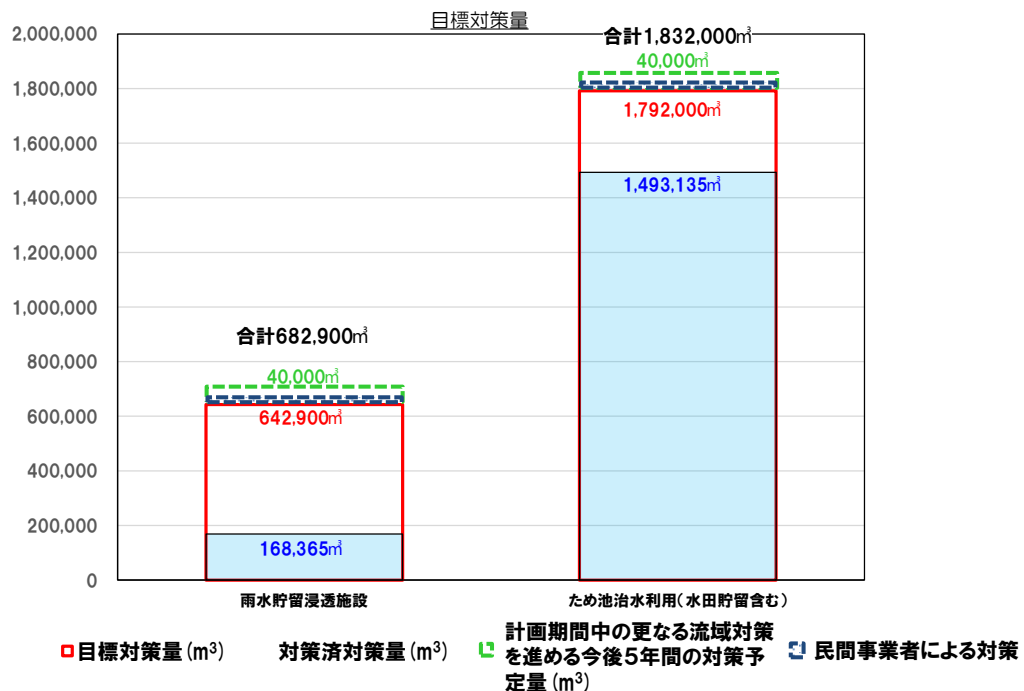 目標対策量
2,000,000
1,800,000
1,600,000
1,400,000
1,200,000
1,000,000
800,000
600,000
400,000
200,000
0
合計1,832,000㎥
40,000㎥
1,792,000㎥
1,493,135㎥
合計682,900㎥
40,000㎥
642,900㎥
168,365㎥
雨水貯留浸透施設
ため池治水利用(水田貯留含む)
目標対策量(m³)
対策済対策量(m³)
計画期間中の更なる流域対策
を進める今後5年間の対策予
定量(m³)
民間事業者による対策